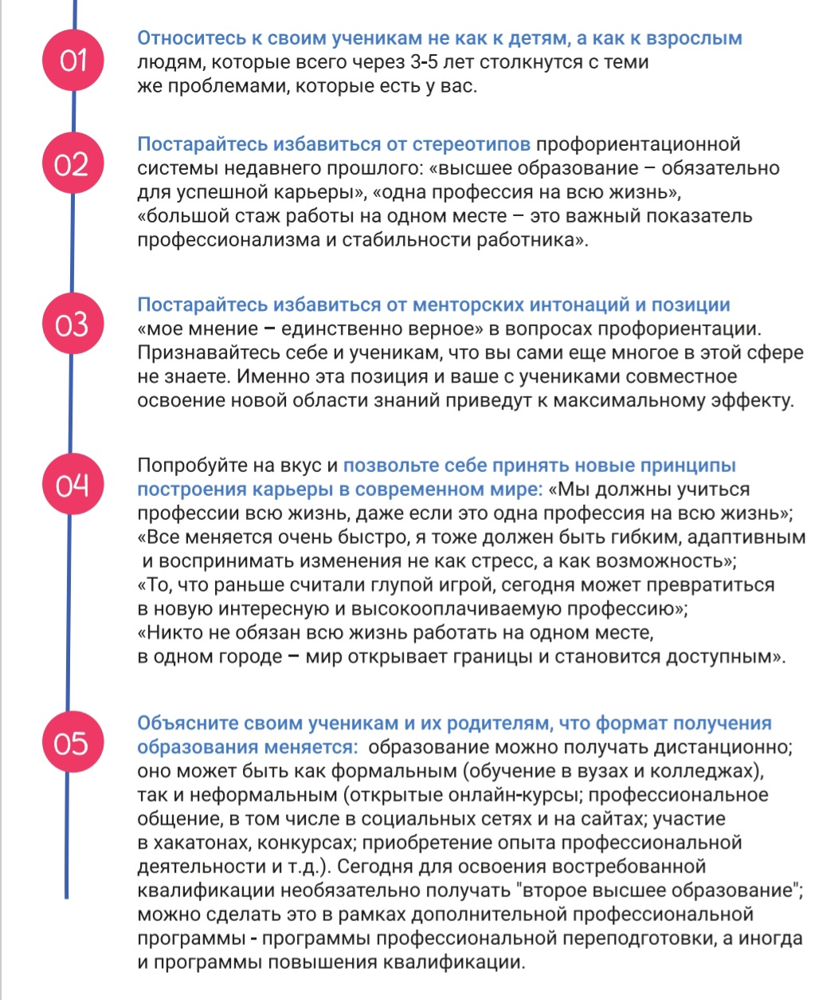 01
Относитесь к своим ученикам не как к детям, а как к взрослым
людям, которые всего через 3-5 лет столкнутся с теми
же проблемами, которые есть у вас.
02
Постарайтесь избавиться от стереотипов профориентационной
системы недавнего прошлого: «высшее образование – обязательно
для успешной карьеры», «одна профессия на всю жизнь»,
«большой стаж работы на одном месте – это важный показатель
профессионализма и стабильности работника».
03
Постарайтесь избавиться от менторских интонаций и позиции
«мое мнение – единственно верное» в вопросах профориентации.
Признавайтесь себе и ученикам, что вы сами еще многое в этой сфере
не знаете. Именно эта позиция и ваше с учениками совместное
освоение новой области знаний приведут к максимальному эффекту.
04
Попробуйте на вкус и позвольте себе принять новые принципы
построения карьеры в современном мире: «Мы должны учиться
профессии всю жизнь, даже если это одна профессия на всю жизнь»;
«Все меняется очень быстро, я тоже должен быть гибким, адаптивным
и воспринимать изменения не как стресс, а как возможность»;
«То, что раньше считали глупой игрой, сегодня может превратиться
в новую интересную и высокооплачиваемую профессию»;
«Никто не обязан всю жизнь работать на одном месте,
в одном городе – мир открывает границы и становится доступным».
05
Объясните своим ученикам и их родителям, что формат получения
образования меняется: образование можно получать дистанционно;
оно может быть как формальным (обучение в вузах и колледжах),
так и неформальным (открытые онлайн-курсы; профессиональное
общение, в том числе в социальных сетях и на сайтах; участие
в хакатонах, конкурсах; приобретение опыта профессиональной
деятельности и т.д.). Сегодня для освоения востребованной
квалификации необязательно получать "второе высшее образование";
можно сделать это в рамках дополнительной профессиональной
программы - программы профессиональной переподготовки, а иногда
и программы повышения квалификации.